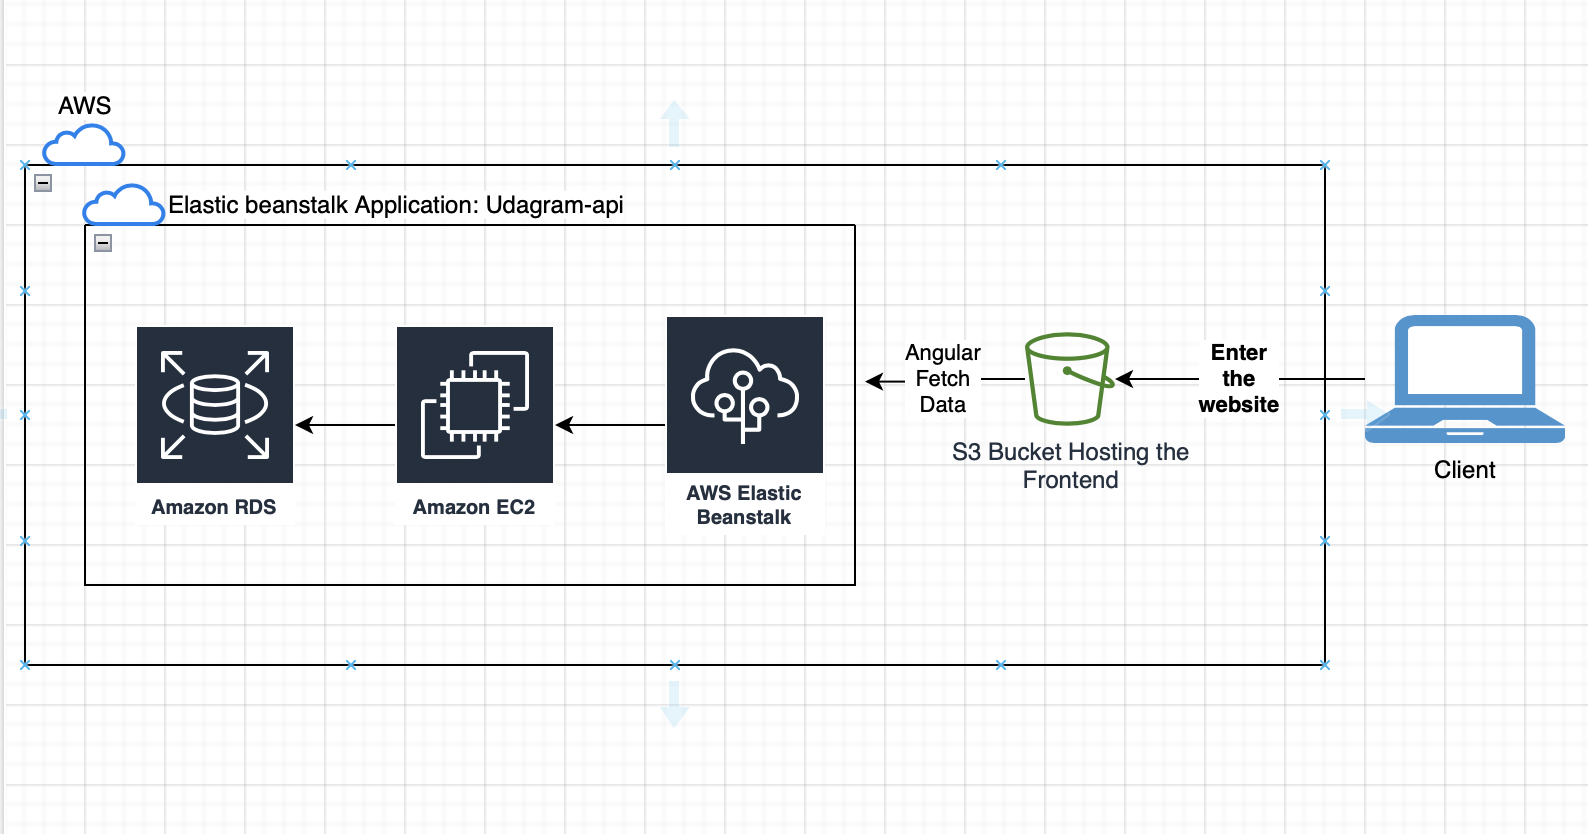 AWS
Elastic beanstalk Application: Udagram-api
Amazon RDS
Amazon EC2
AWS Elastic
Beanstalk
Angular
Fetch
Data
S3 Bucket Hosting the
Frontend
Enter
the
website
Client